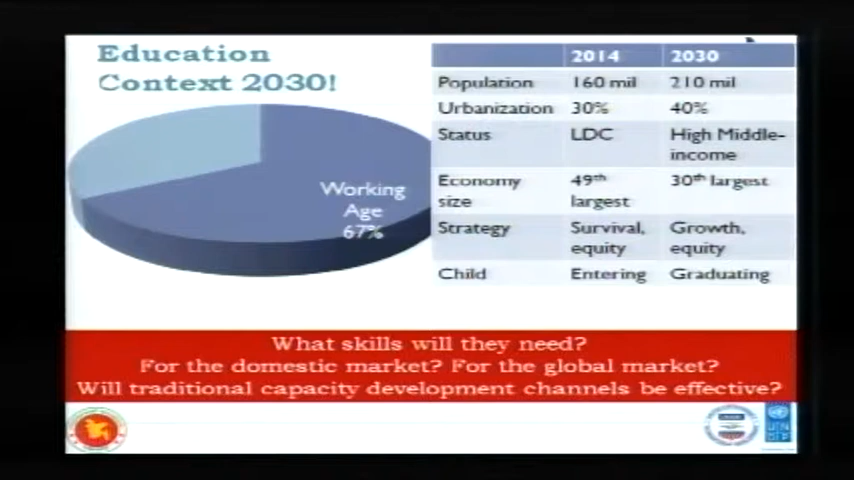 Education
Context 2030!
Working
Age
67%
2014 2030
Population 160 mil 210 mil
Urbanization 30% 40%
Status LDC High Middle-
income
Economy 49th 30th largest
size largest
Strategy Survival, Growth,
equity equity
Child Entering Graduating
What skills will they need?
For the domestic market? For the global market?
Will traditional capacity development channels be effective?